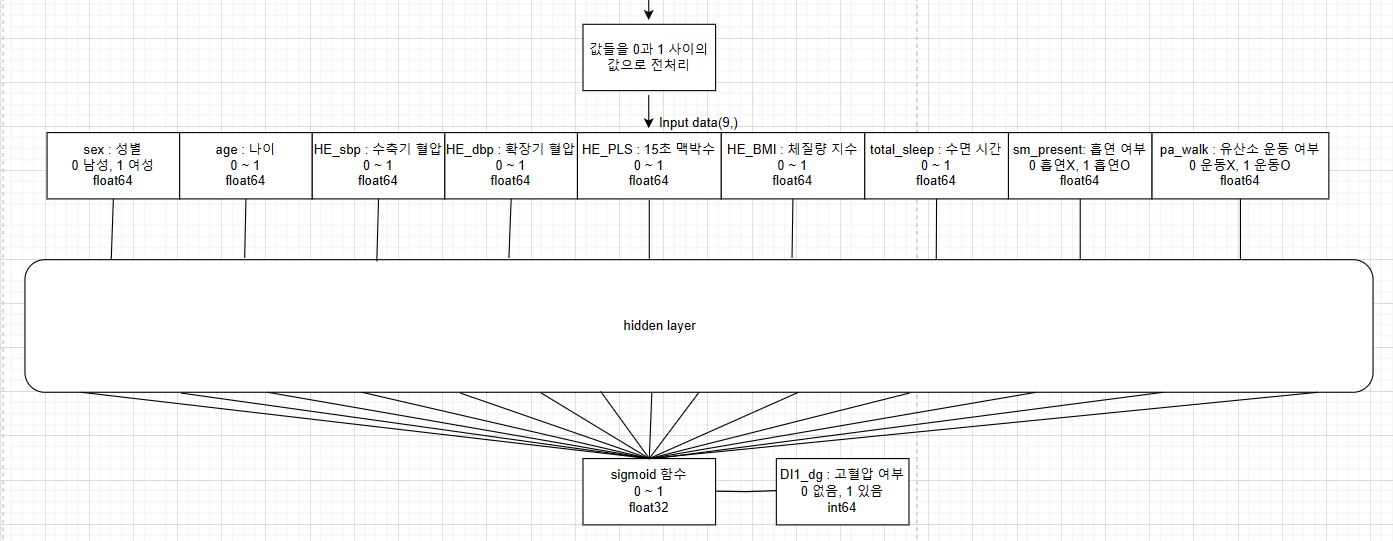 값들을 0과 1 사이의
값으로 전처리
Input data(9,)
sex : 성별
0 남성, 1 여성
float64
age : 나이
0 ~ 1
float64
HE_sbp : 수축기 혈압
0 ~ 1
float64
HE_dbp : 확장기 혈압
0 ~ 1
float64
HE_PLS : 15초 맥박수
0 ~ 1
float64
HE_BMI : 체질량 지수
0 ~ 1
float64
total_sleep : 수면 시간
0 ~ 1
float64
sm_present: 흡연 여부
0 흡연X, 1 흡연O
float64
pa_walk : 유산소 운동 여부
0 운동X, 1 운동O
float64
hidden layer
sigmoid 함수
0 ~ 1
float32
DI1_dg : 고혈압 여부
0 없음, 1 있음
int64